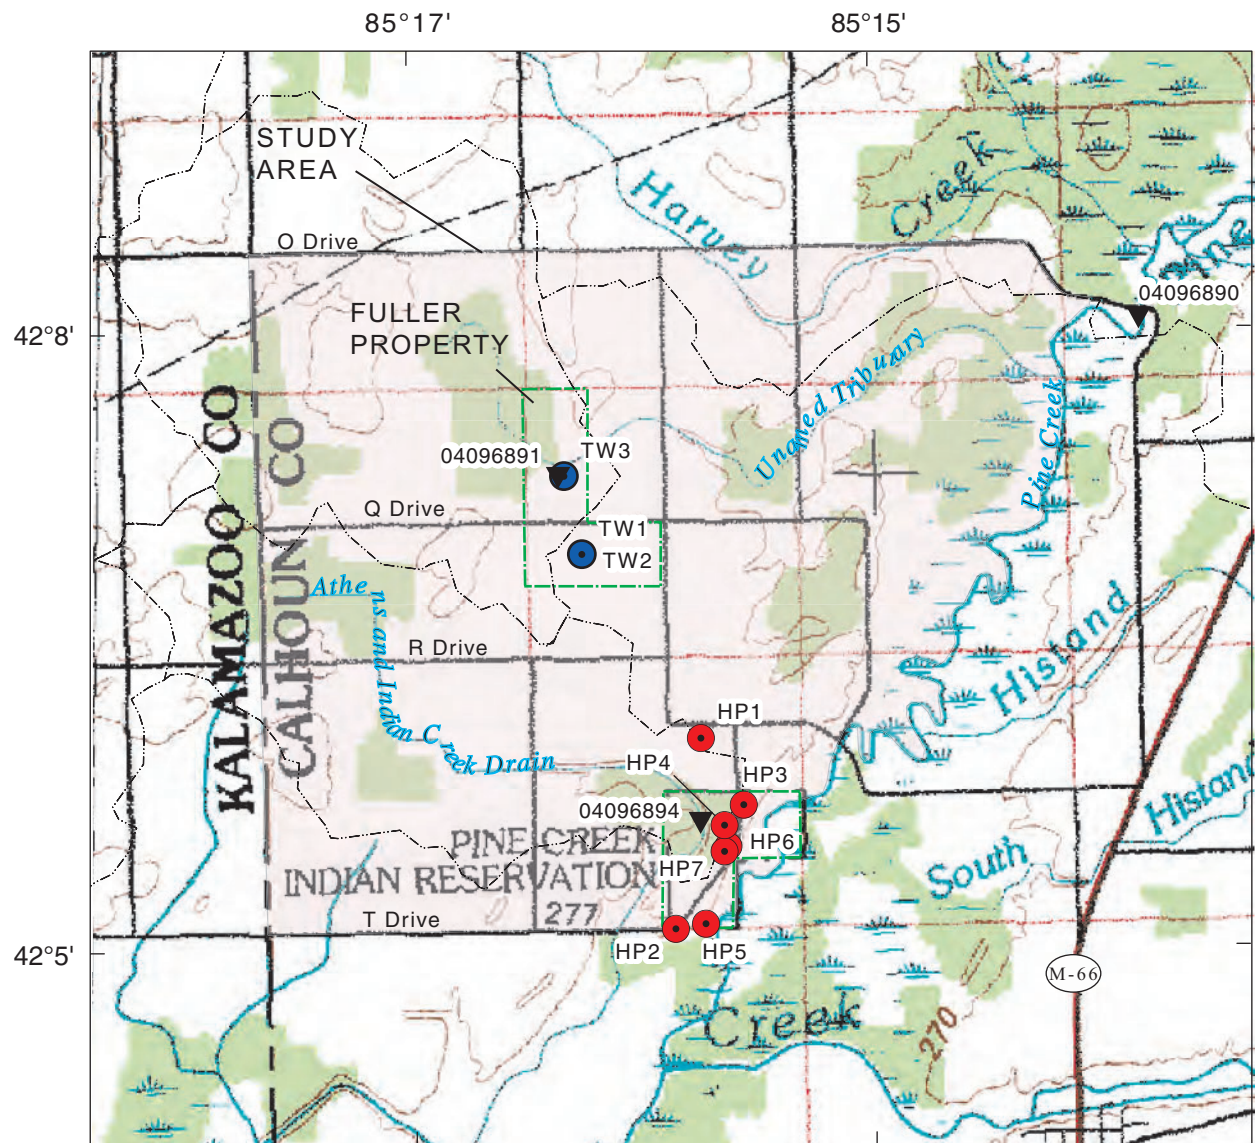 85°17'
85°15'
STUDY
AREA
Harvey
Creek
O Drive
04096890
42°8'
FULLER
PROPERTY
Unamed Tributary
Pine Creek
KALAMAZOO CO
CALHOUN CO
04096891
TW3
Q Drive
TW1
TW2
Athens and Indian Creek Drain
R Drive
Histand
HP1
HP4
HP3
04096894
Histand
PINE CREEK
INDIAN RESERVATION
277
HP6
HP7
South
T Drive
HP2
HP5
42°5'
M-66
Creek
270